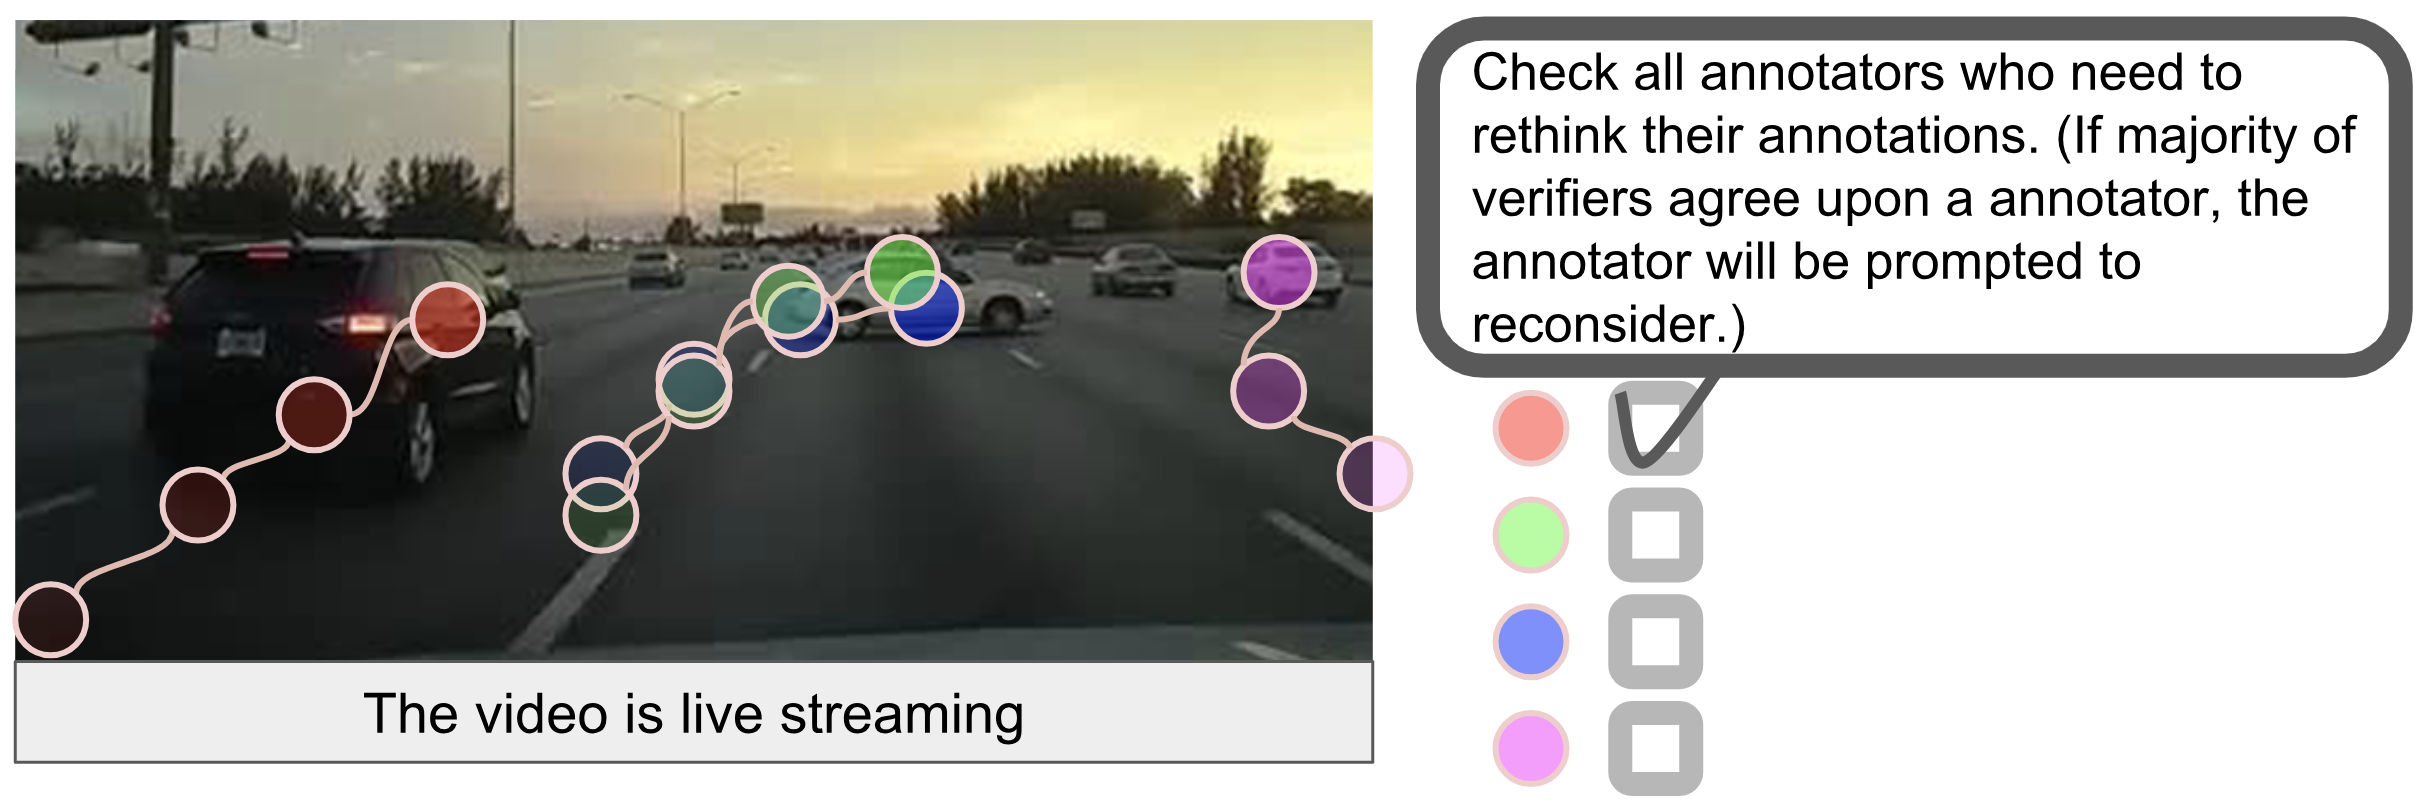 Check all annotators who need to
rethink their annotations. (If majority of
verifiers agree upon a annotator, the
annotator will be prompted to
reconsider.)
The video is live streaming